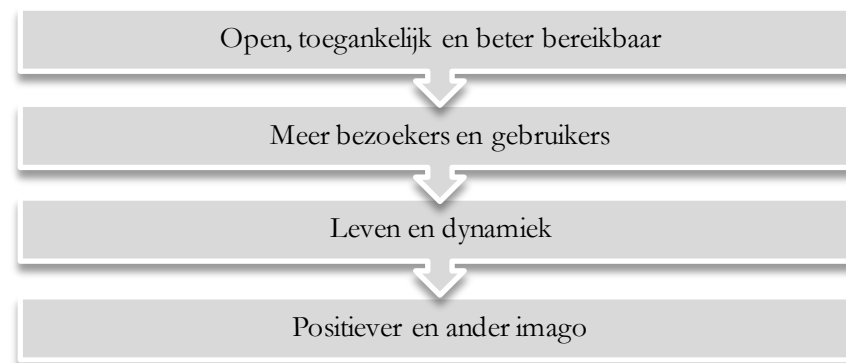 Open, toegankelijk en beter bereikbaar
Meer bezoekers en gebruikers
Leven en dynamiek
Positiever en ander imago